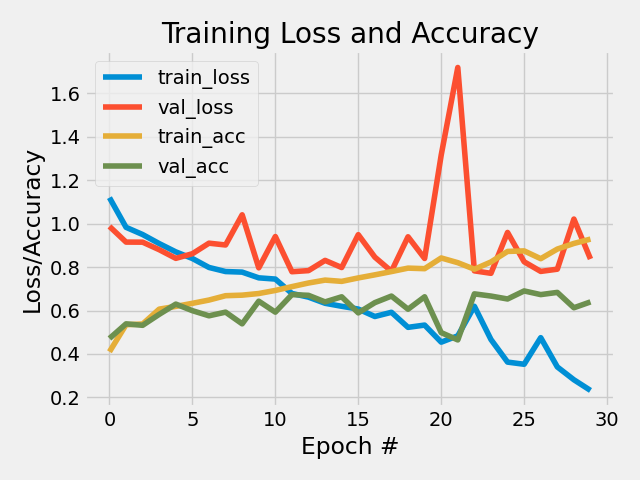 Training Loss and Accuracy
train_loss
val_loss
train_acc
val_acc
Loss/Accuracy
1.6
1.4
1.2
1.0
0.8
0.6
0.4
0.2
0 5 10 15 20 25 30
Epoch #